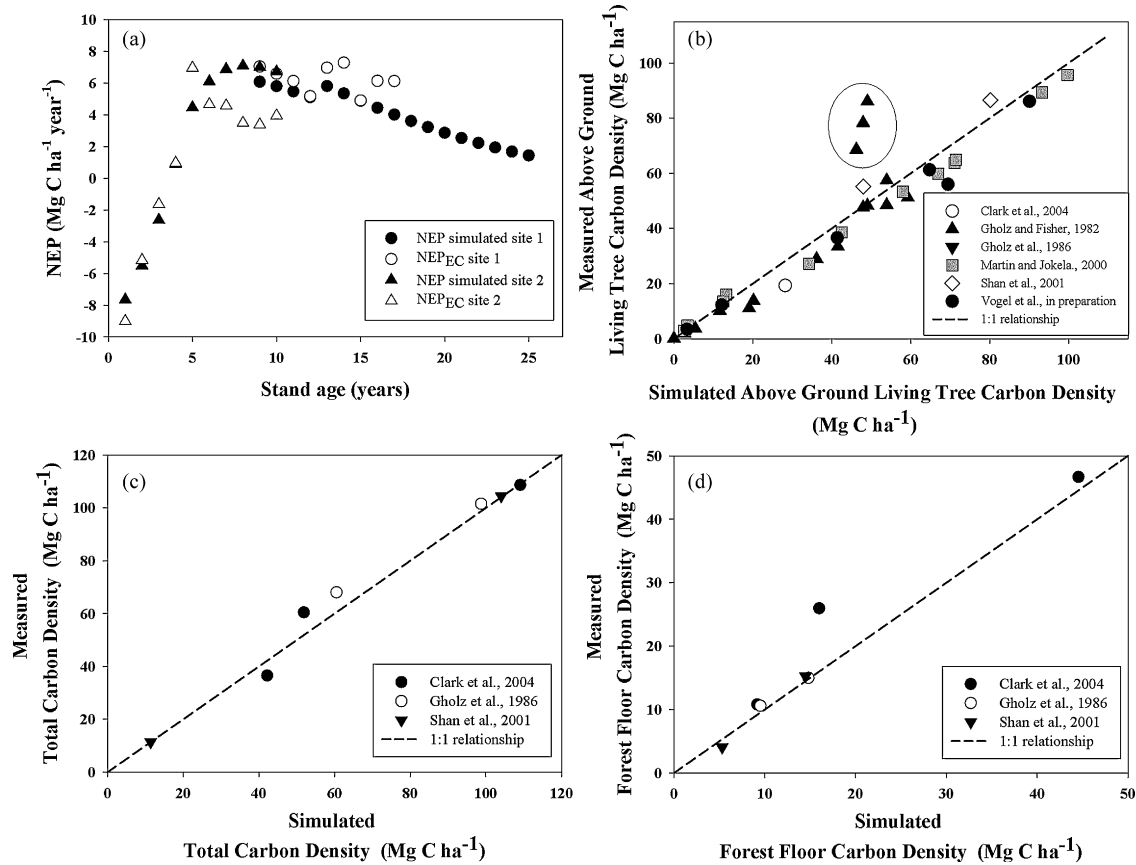 (a)
10
8
6
4
2
0
-2
-4
-6
-8
-10
NEP (Mg C ha-1 year-1)
0 5 10 15 20 25
Stand age (years)
NEP simulated site 1
NEPEC site 1
NEP simulated site 2
NEPEC site 2
(b)
100
80
60
40
20
0
Measured Above Ground
Living Tree Carbon Density (Mg C ha-1)
0 20 40 60 80 100
Simulated Above Ground Living Tree Carbon Density
(Mg C ha-1)
Clark et al., 2004
Gholz and Fisher, 1982
Gholz et al., 1986
Martin and Jokela., 2000
Shan et al., 2001
Vogel et al., in preparation
1:1 relationship
(c)
120
100
80
60
40
20
0
Measured
Total Carbon Density (Mg C ha-1)
0 20 40 60 80 100 120
Simulated
Total Carbon Density (Mg C ha-1)
Clark et al., 2004
Gholz et al., 1986
Shan et al., 2001
1:1 relationship
(d)
50
40
30
20
10
0
Measured
Forest Floor Carbon Density (Mg C ha-1)
0 10 20 30 40 50
Simulated
Forest Floor Carbon Density (Mg C ha-1)
Clark et al., 2004
Gholz et al., 1986
Shan et al., 2001
1:1 relationship